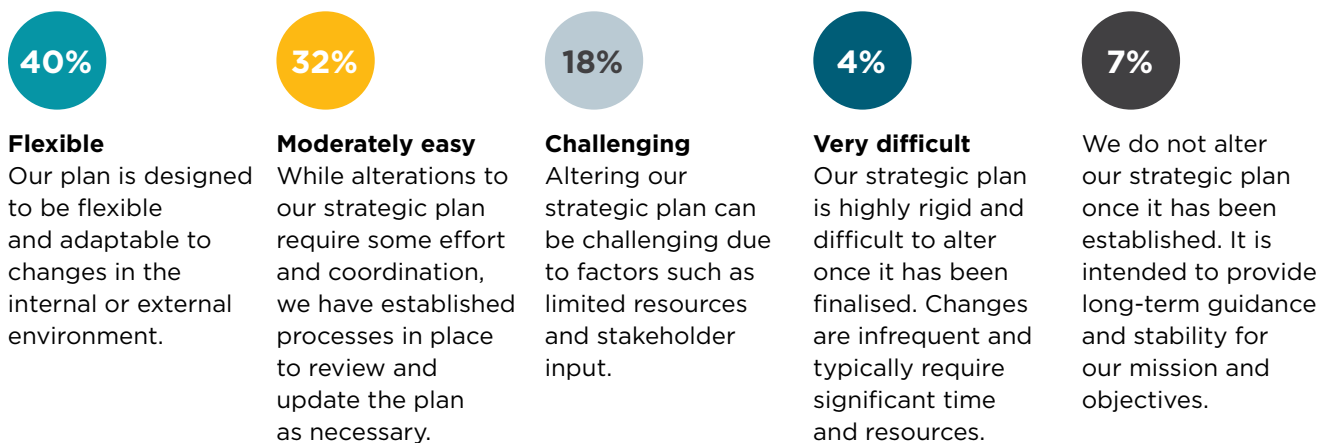 40%
Flexible
Our plan is designed
to be flexible
and adaptable to
changes in the
internal or external
environment.
32%
Moderately easy
While alterations to
our strategic plan
require some effort
and coordination,
we have established
processes in place
to review and
update the plan
as necessary.
18%
Challenging
Altering our
strategic plan can
be challenging due
to factors such as
limited resources
and stakeholder
input.
4%
Very difficult
Our strategic plan
is highly rigid and
difficult to alter
once it has been
finalised. Changes
are infrequent and
typically require
significant time
and resources.
7%
We do not alter
our strategic plan
once it has been
established. It is
intended to provide
long-term guidance
and stability for
our mission and
objectives.